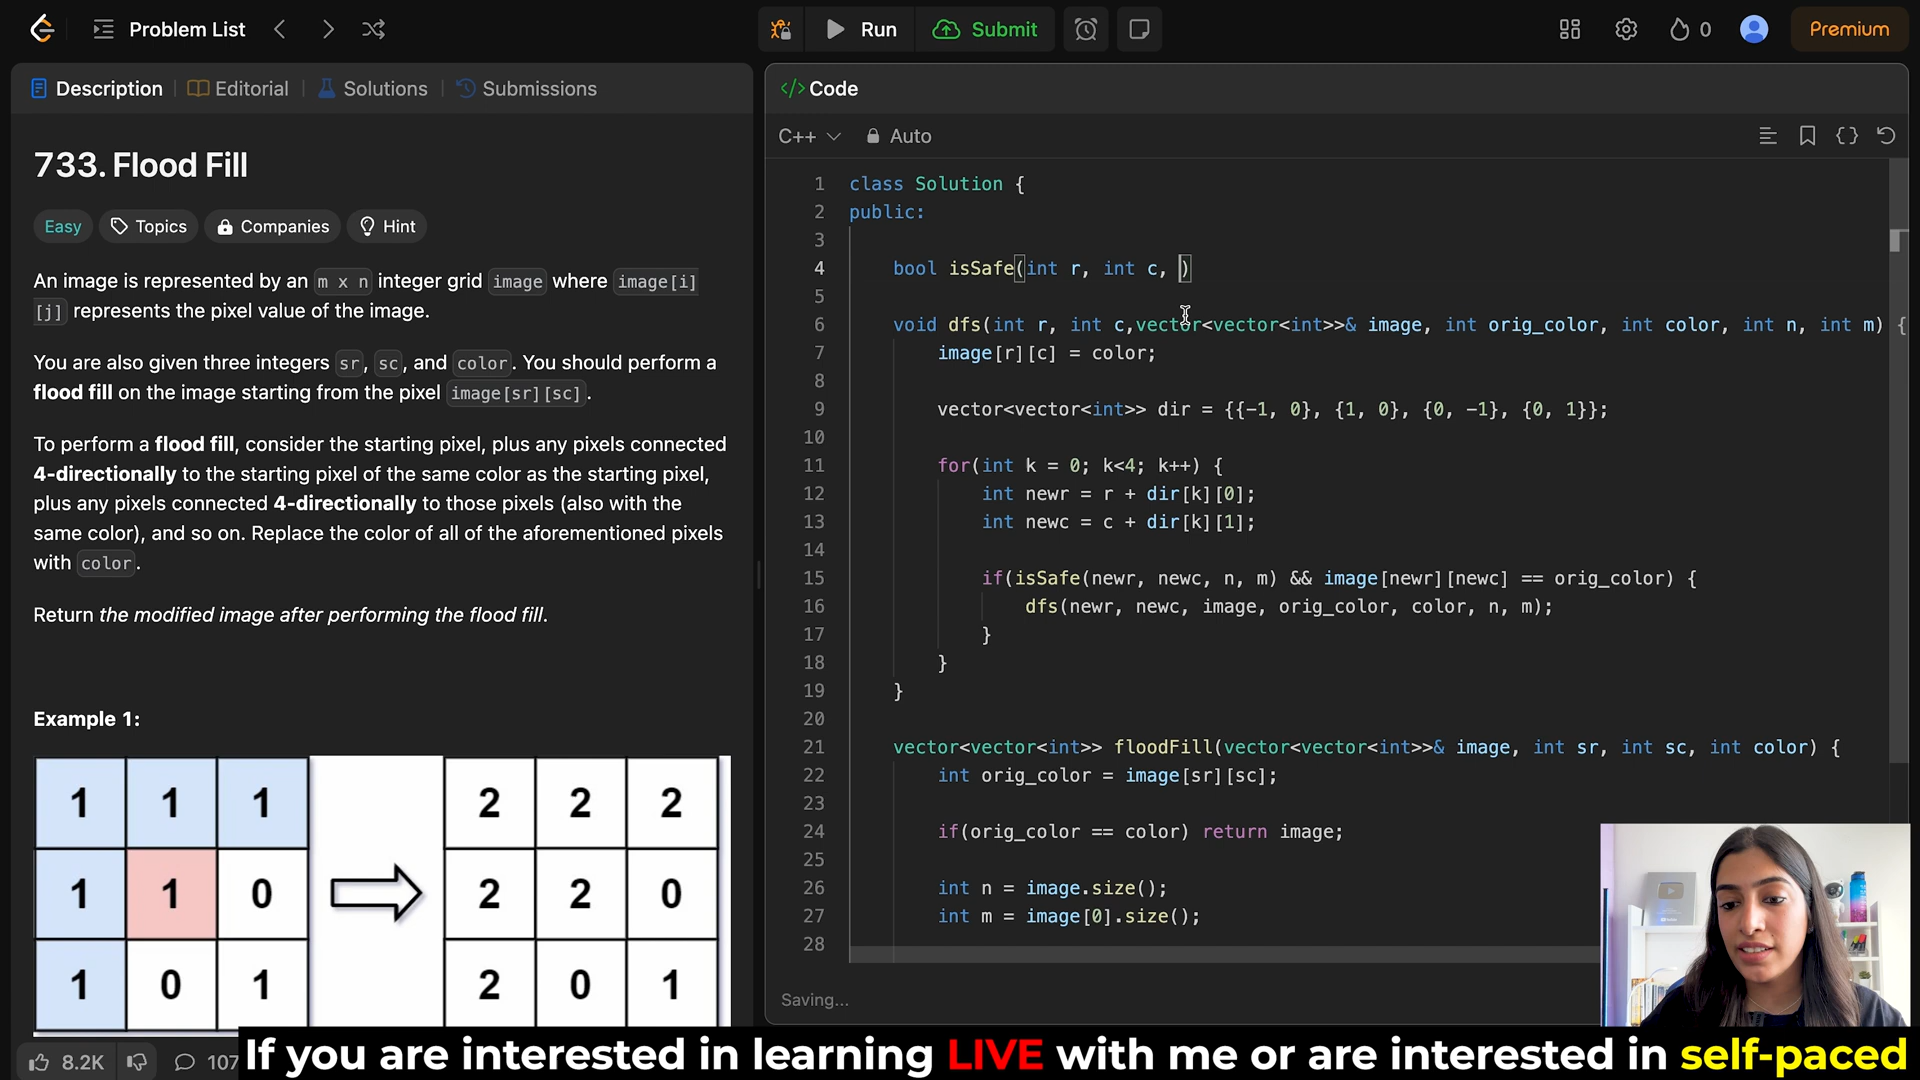 Problem List
Run
Submit
0
Premium
Description
Editorial
Solutions
Submissions
733. Flood Fill
Easy
Topics
Companies
Hint
An image is represented by an m x n integer grid image where image[i]
[j] represents the pixel value of the image.
You are also given three integers sr, sc, and color. You should perform a
flood fill on the image starting from the pixel image[sr][sc].
To perform a flood fill, consider the starting pixel, plus any pixels connected
4-directionally to the starting pixel of the same color as the starting pixel,
plus any pixels connected 4-directionally to those pixels (also with the
same color), and so on. Replace the color of all of the aforementioned pixels
with color.
Return the modified image after performing the flood fill.
Example 1:
1 1 1 2 2 2
1 1 0 2 2 0
1 0 1 2 0 1
8.2K
107
</> Code
C++
Auto
1 class Solution {
2 public:
3
4 bool isSafe(int r, int c, )
5
6 void dfs(int r, int c,vector<vector<int>>& image, int orig_color, int color, int n, int m) {
7 image[r][c] = color;
8
9 vector<vector<int>> dir = {{-1, 0}, {1, 0}, {0, -1}, {0, 1}};
10
11 for(int k = 0; k<4; k++) {
12 int newr = r + dir[k][0];
13 int newc = c + dir[k][1];
14
15 if(isSafe(newr, newc, n, m) && image[newr][newc] == orig_color) {
16 dfs(newr, newc, image, orig_color, color, n, m);
17 }
18 }
19 }
20
21 vector<vector<int>> floodFill(vector<vector<int>>& image, int sr, int sc, int color) {
22 int orig_color = image[sr][sc];
23
24 if(orig_color == color) return image;
25
26 int n = image.size();
27 int m = image[0].size();
28
Saving...
If you are interested in learning LIVE with me or are interested in self-paced